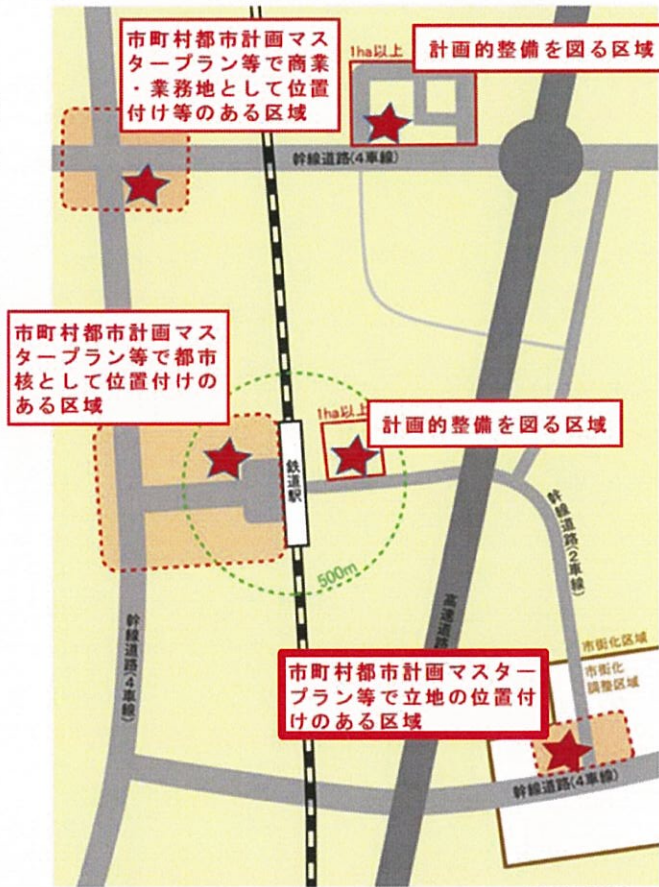 市町村都市計画マス
タープラン等で商業
・業務地として位置
付け等のある区域
1ha以上
計画的整備を図る区域
幹線道路(4車線)
市町村都市計画マス
タープラン等で都市
核として位置付けの
ある区域
1ha以上
計画的整備を図る区域
鉄道駅
500m
幹線道路(2車線)
幹線道路(4車線)
高速道路
市街化区域
市街化
調整区域
市町村都市計画マスター
プラン等で立地の位置付
けのある区域
幹線道路(4車線)